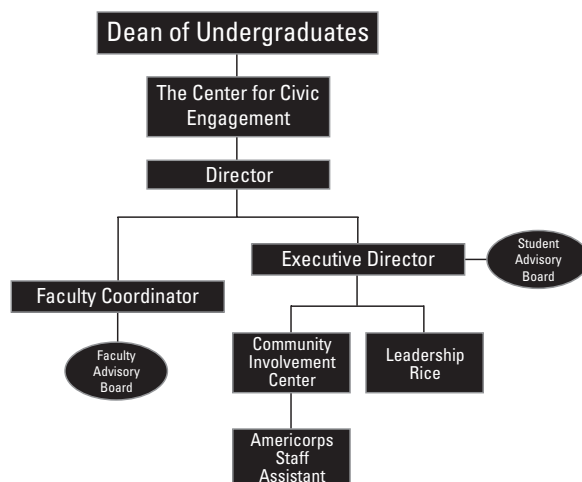 Dean of Undergraduates
The Center for Civic
Engagement
Director
Executive Director
Student
Advisory
Board
Faculty Coordinator
Faculty
Advisory
Board
Community
Involvement
Center
Leadership
Rice
Americorps
Staff
Assistant